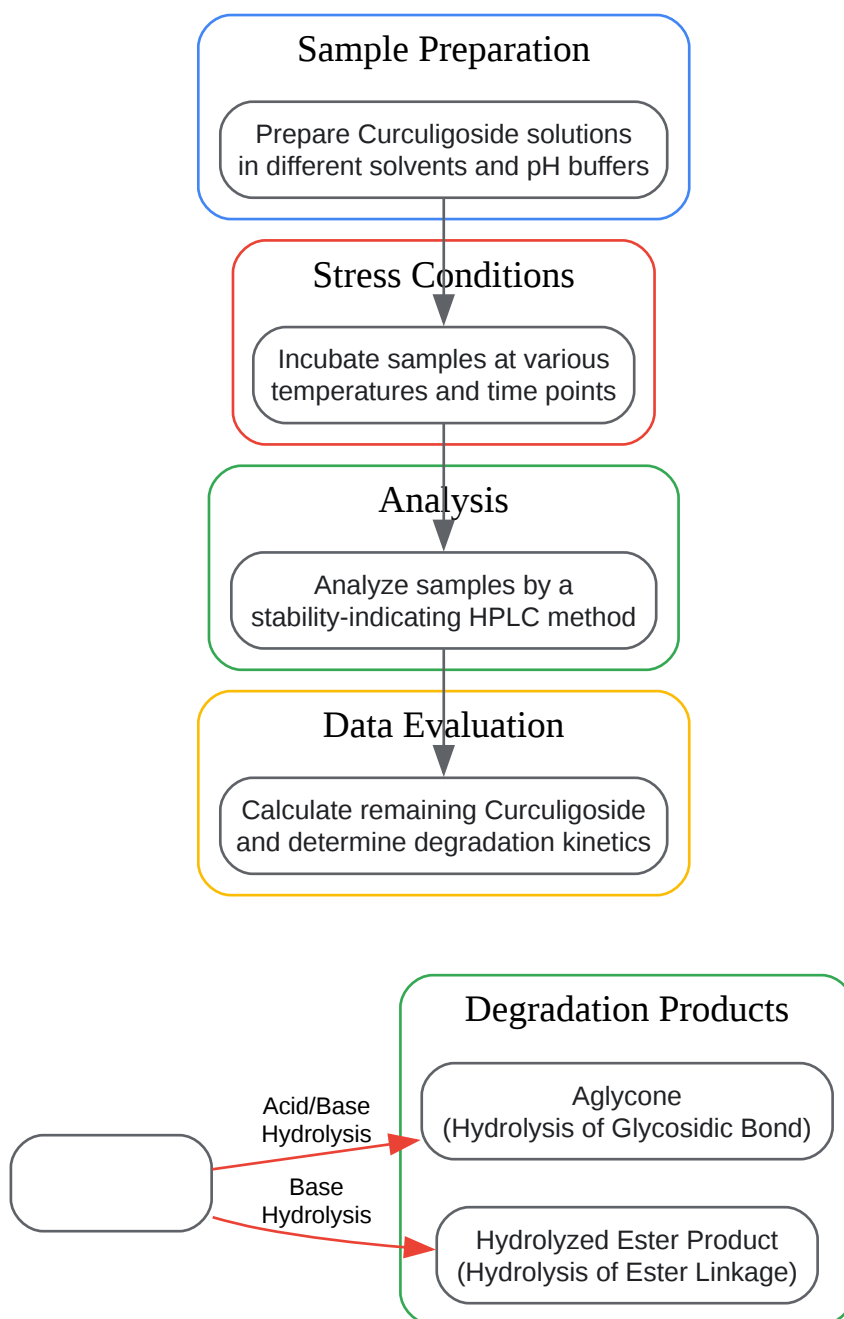 Sample Preparation
Prepare Curculigoside solutions
in different solvents and pH buffers
Stress Conditions
Incubate samples at various
temperatures and time points
Analysis
Analyze samples by a
stability-indicating HPLC method
Data Evaluation
Calculate remaining Curculigoside
and determine degradation kinetics
Degradation Products
Acid/Base
Hydrolysis
Aglycone
(Hydrolysis of Glycosidic Bond)
Base
Hydrolysis
Hydrolyzed Ester Product
(Hydrolysis of Ester Linkage)